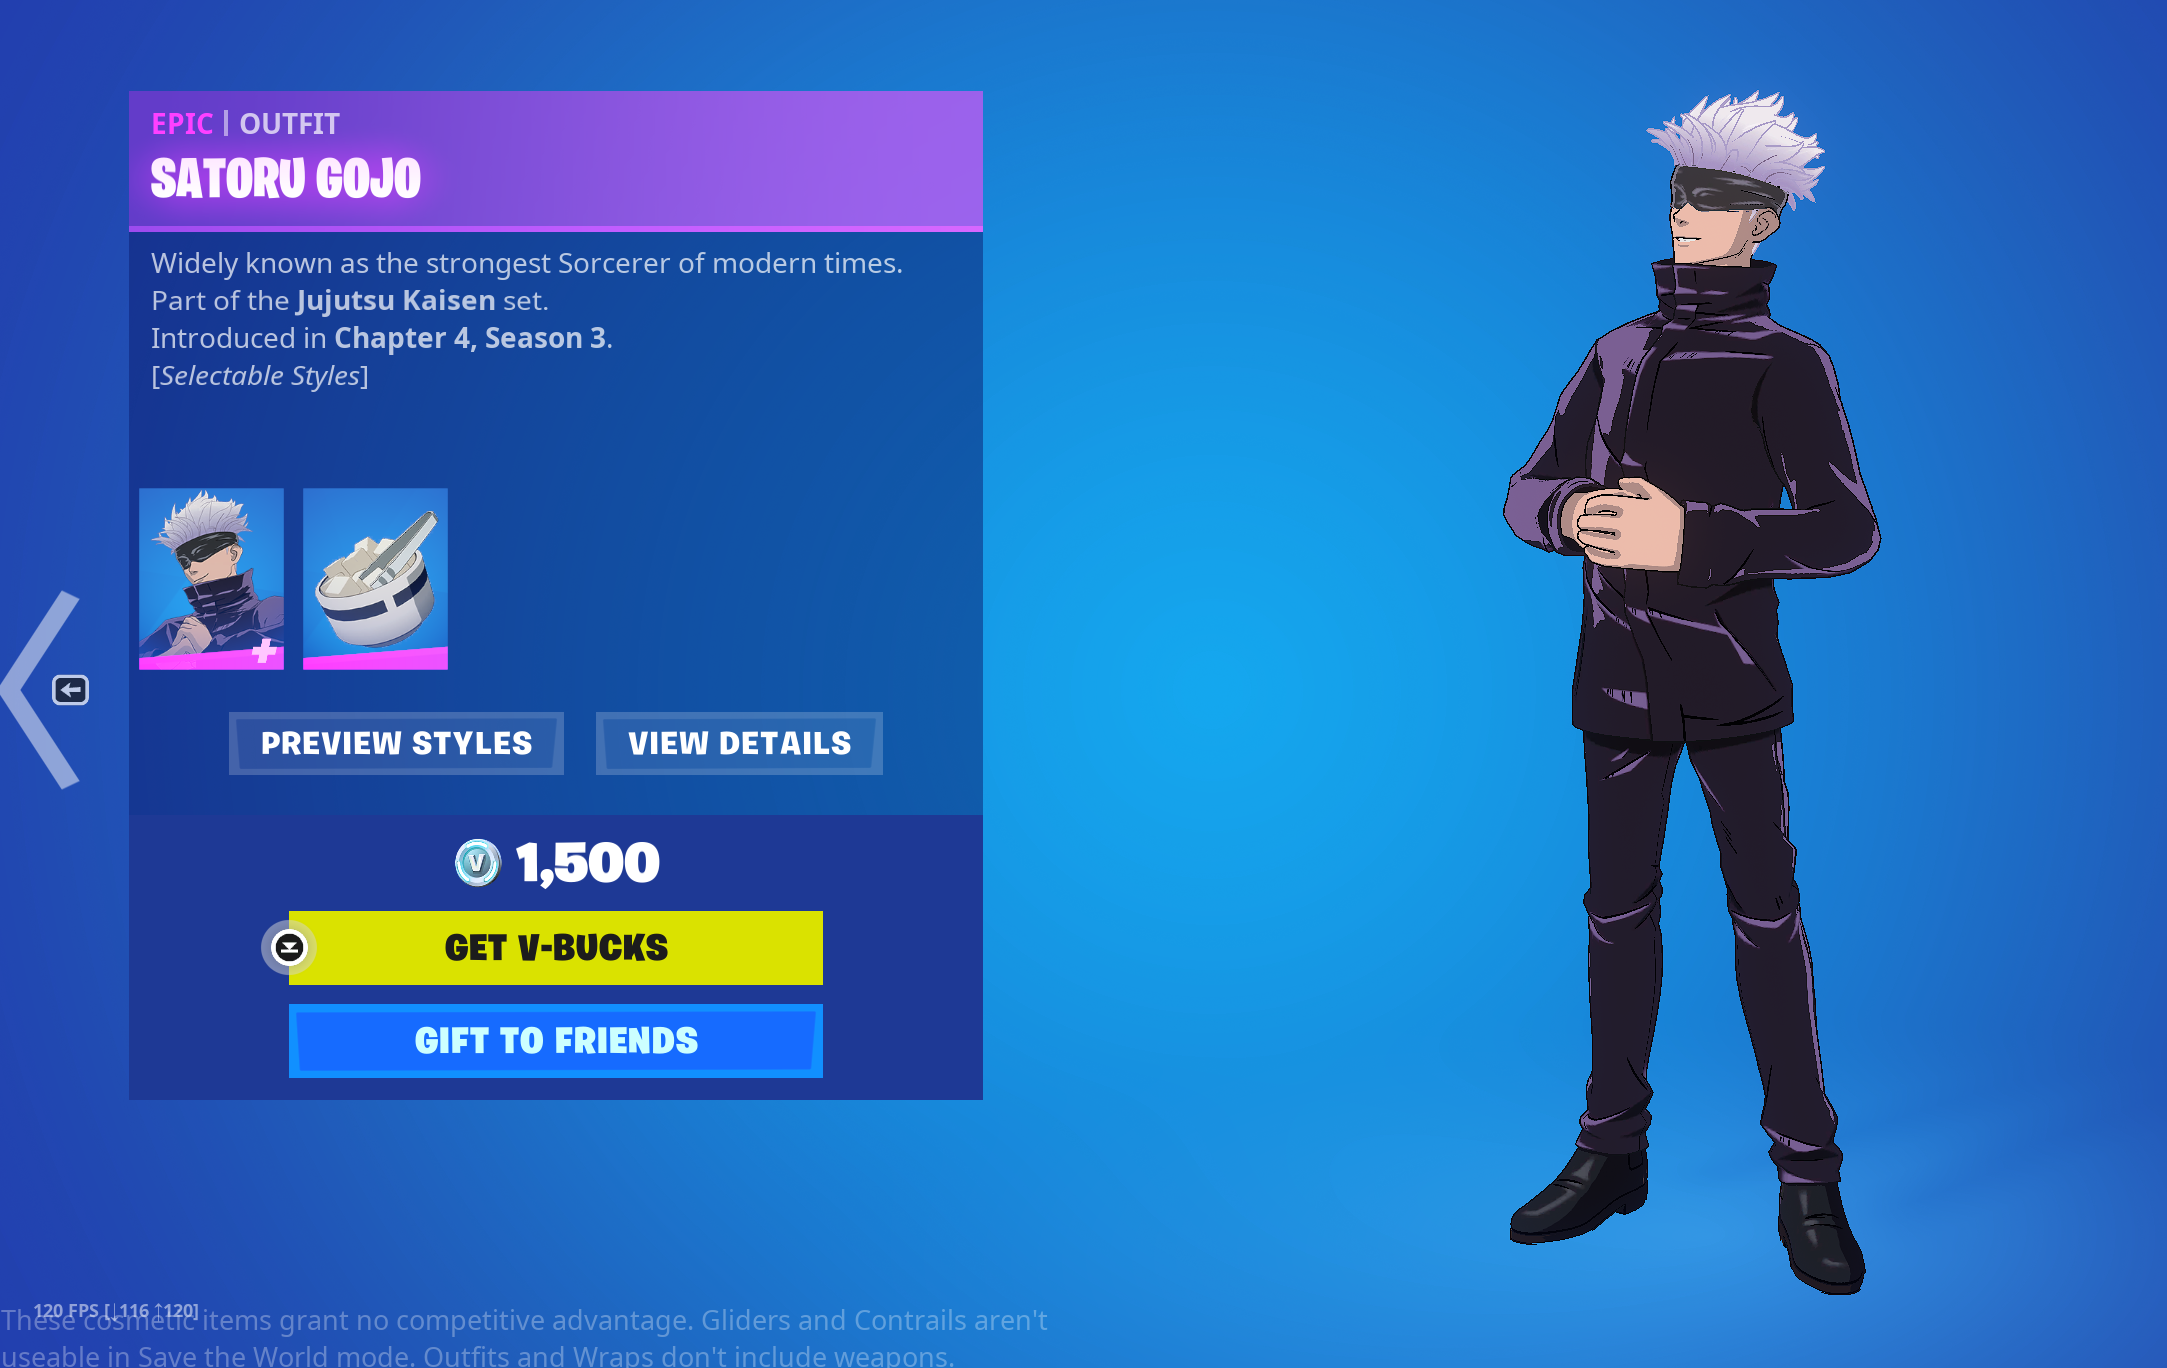 EPIC | OUTFIT
SATORU GOJO
Widely known as the strongest Sorcerer of modern times.
Part of the Jujutsu Kaisen set.
Introduced in Chapter 4, Season 3.
[Selectable Styles]
PREVIEW STYLES
VIEW DETAILS
V 1,500
GET V-BUCKS
GIFT TO FRIENDS
120 FPS [↓116 ↑120]
These cosmetic items grant no competitive advantage. Gliders and Contrails aren't
useable in Save the World mode. Outfits and Wraps don't include weapons.